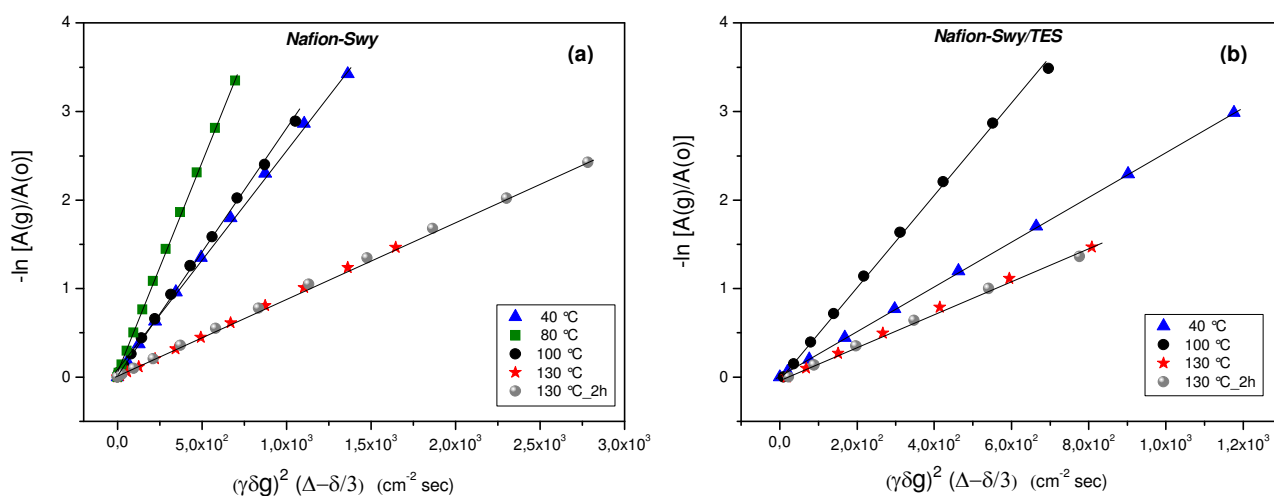 Nafion-Swy
(a)
-ln [A(g)/A(o)]
4
3
2
1
0
40 °C
80 °C
100 °C
130 °C
130 °C_2h
0,0
5,0x10²
1,0x10³
1,5x10³
2,0x10³
2,5x10³
3,0x10³
(γδg)² (Δ−δ/3) (cm⁻² sec)
Nafion-Swy/TES
(b)
-ln [A(g)/A(o)]
4
3
2
1
0
40 °C
100 °C
130 °C
130 °C_2h
0,0
2,0x10²
4,0x10²
6,0x10²
8,0x10²
1,0x10³
1,2x10³
(γδg)² (Δ−δ/3) (cm⁻² sec)